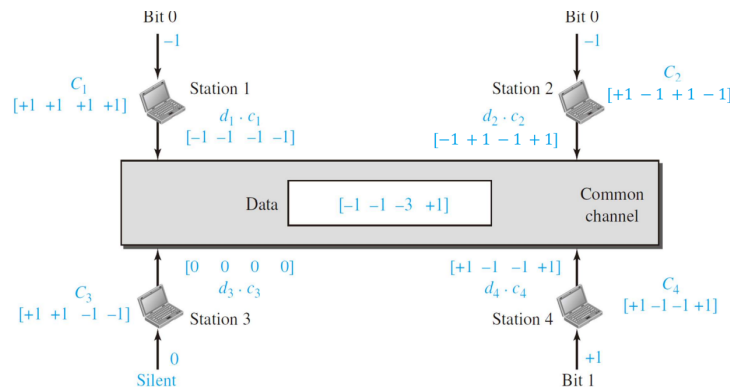 Bit 0 Bit 0
–1 –1
C1 Station 1 Station 2 C2
[+1 +1 +1 +1] [+1 − 1 + 1 − 1]
d1 . c1 d2 . c2
[–1 –1 –1 –1] [−1 + 1 − 1 + 1]
Data [–1 –1 –3 +1] Common
channel
[0 0 0 0] [+1 –1 –1 +1]
C3 d3 . c3 d4 . c4 C4
[+1 +1 –1 –1] Station 3 Station 4 [+1 –1 –1 +1]
0 +1
Silent Bit 1